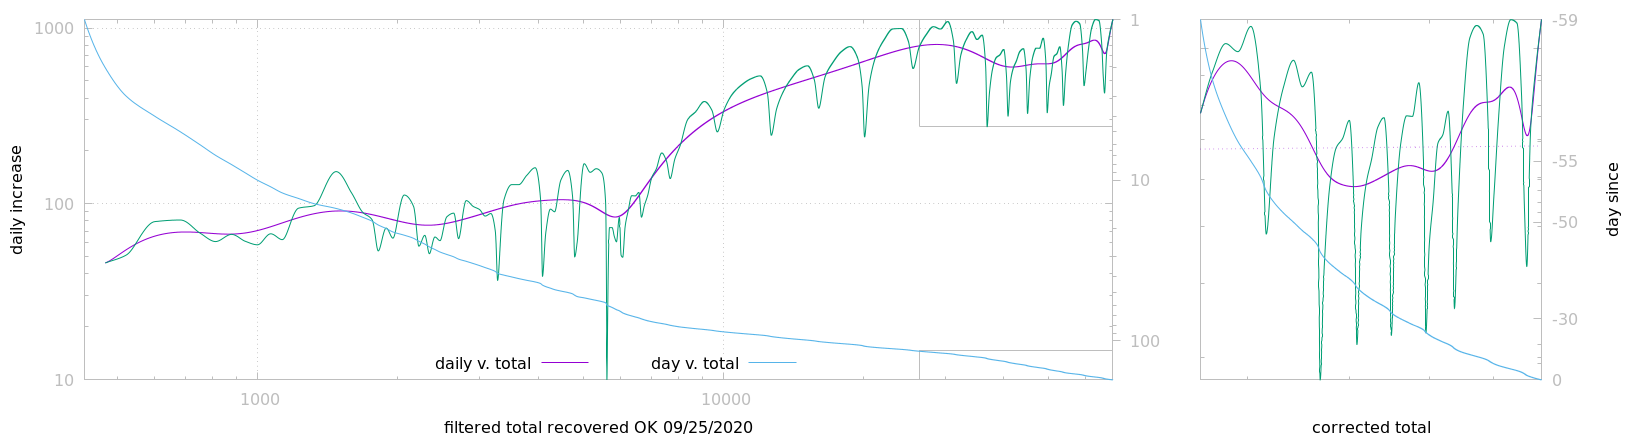 1000
100
10
daily increase
1000
10000
filtered total recovered OK 09/25/2020
daily v. total
day v. total
1
10
100
corrected total
-59
-55
-50
-30
0
day since